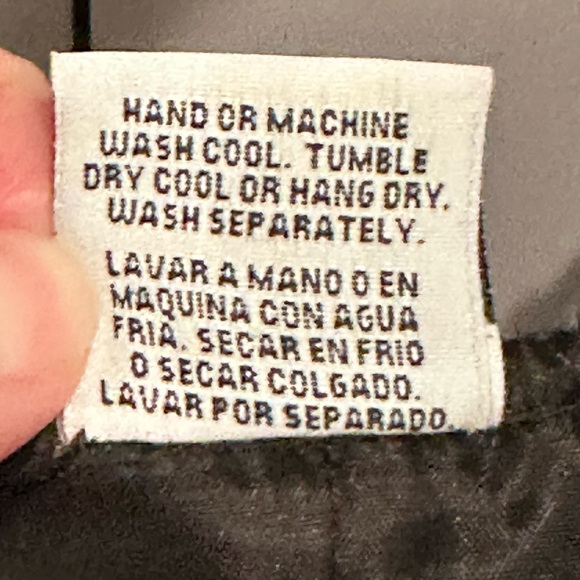 HAND OR MACHINE
WASH COOL. TUMBLE
DRY COOL OR HANG DRY.
WASH SEPARATELY.
LAVAR A MANO O EN
MAQUINA CON AGUA
FRIA. SECAR EN FRIO
O SECAR COLGADO.
LAVAR POR SEPARADO.